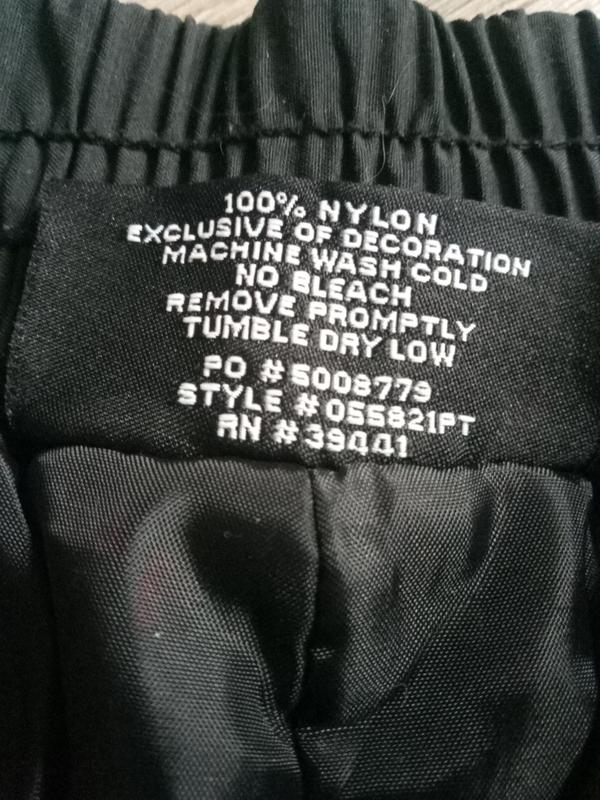 100% NYLON
EXCLUSIVE OF DECORATION
MACHINE WASH COLD
NO BLEACH
REMOVE PROMPTLY
TUMBLE DRY LOW
PO # 5008779
STYLE # 055821PT
RN # 39441